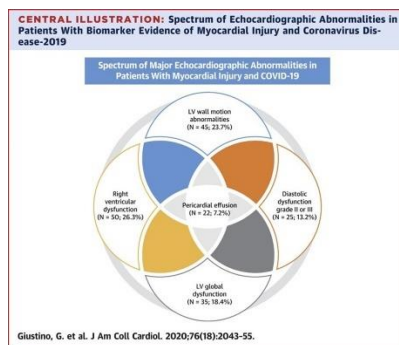 CENTRAL ILLUSTRATION: Spectrum of Echocardiographic Abnormalities in
Patients With Biomarker Evidence of Myocardial Injury and Coronavirus Dis-
ease-2019
Spectrum of Major Echocardiographic Abnormalities in
Patients With Myocardial Injury and COVID-19
LV wall motion
abnormalities
(N = 45; 23.7%)
Right
ventricular
dysfunction
(N = 50; 26.3%)
Pericardial effusion
(N = 22; 7.2%)
Diastolic
dysfunction
grade II or III
(N = 25; 13.2%)
LV global
dysfunction
(N = 35; 18.4%)
Giustino, G. et al. J Am Coll Cardiol. 2020;76(18):2043-55.